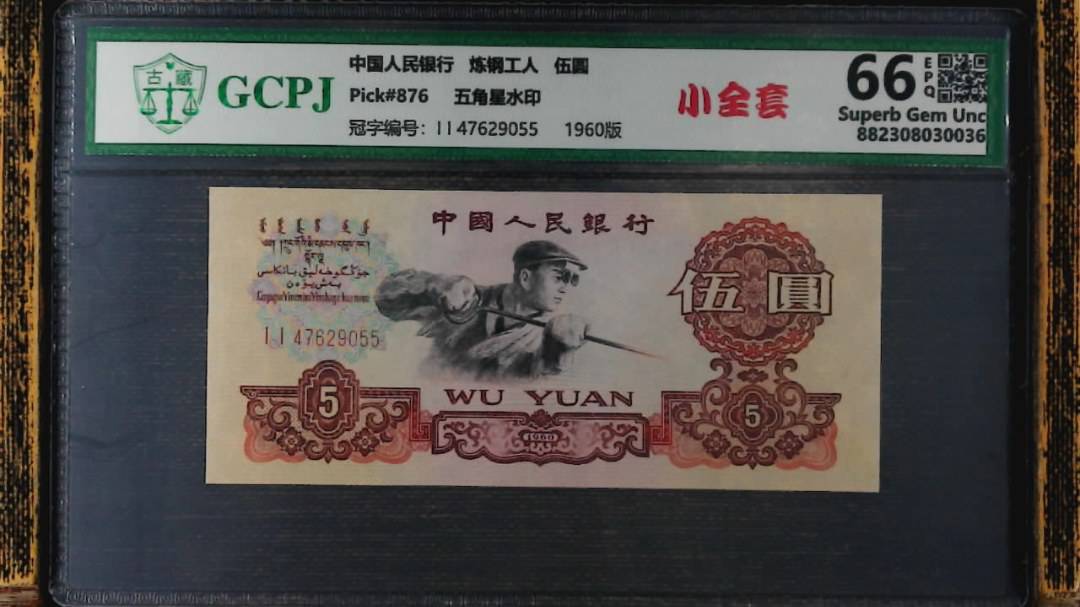 古藏
GCPJ
中国人民银行 炼钢工人 伍圆
Pick#876 五角星水印
冠字编号: II 47629055 1960版
小全套
66
EPQ
Superb Gem Unc
882308030036
中國人民銀行
II 47629055
伍圓
WU YUAN
5
1960
5